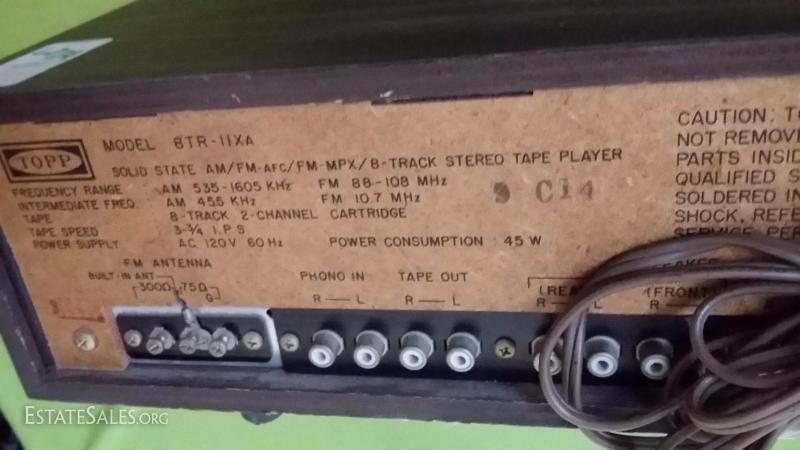 TOPP
MODEL 8TR-11XA
SOLID STATE AM/FM-AFC/FM-MPX/8-TRACK STEREO TAPE PLAYER
FREQUENCY RANGE AM 535-1605 KHz FM 88-108 MHz
INTERMEDIATE FREQ. AM 455 KHz FM 10.7 MHz
TAPE 8-TRACK 2-CHANNEL CARTRIDGE
TAPE SPEED 3-3/4 I.P.S.
POWER SUPPLY AC 120V 60Hz POWER CONSUMPTION : 45 W
9 C14
CAUTION: T
NOT REMOV
PARTS INSID
QUALIFIED S
SOLDERED IN
SHOCK, REFE
SERVICE PER
FM ANTENNA
BUILT-IN ANT
300Ω 75Ω
G
PHONO IN TAPE OUT
R L R L
(REA (FRONT)
R L R
ESTATESALES.ORG